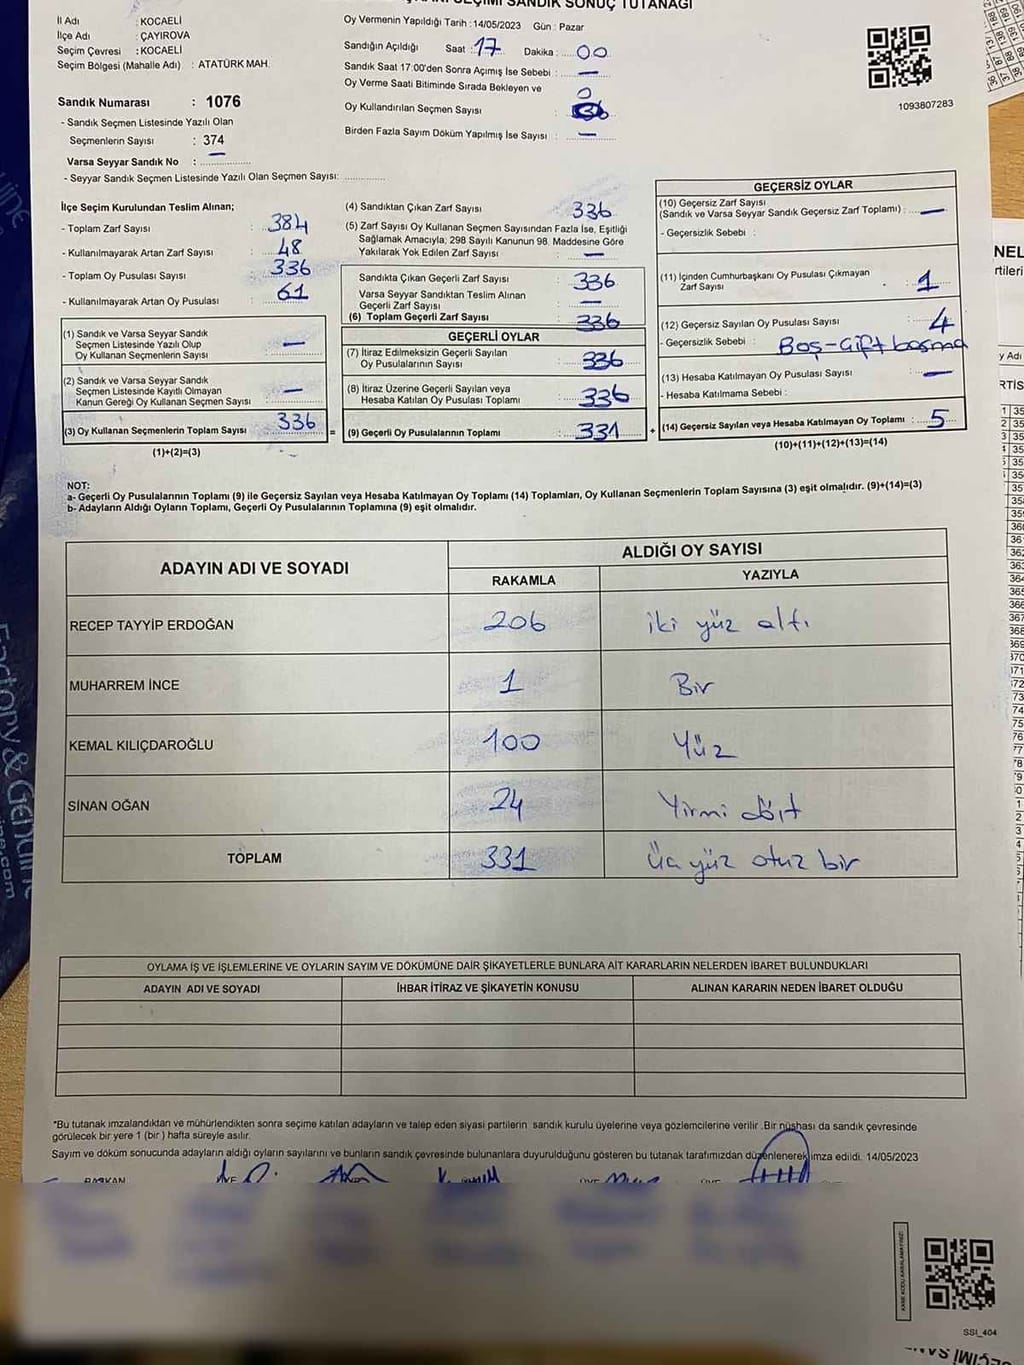 SEÇİMİ SANDIK SONUÇ TUTANAĞI
İl Adı : KOCAELİ
İlçe Adı : ÇAYIROVA
Seçim Çevresi : KOCAELİ
Seçim Bölgesi (Mahalle Adı) : ATATÜRK MAH.
Sandık Numarası : 1076
- Sandık Seçmen Listesinde Yazılı Olan
Seçmenlerin Sayısı : 374
Varsa Seyyar Sandık No : —
- Seyyar Sandık Seçmen Listesinde Yazılı Olan Seçmen Sayısı:
Oy Vermenin Yapıldığı Tarih : 14/05/2023 Gün : Pazar
Sandığın Açıldığı Saat : 17 Dakika : 00
Sandık Saat 17:00'den Sonra Açımış İse Sebebi : —
Oy Verme Saati Bitiminde Sırada Bekleyen ve
Oy Kullandırılan Seçmen Sayısı : 0
Birden Fazla Sayım Döküm Yapılmış İse Sayısı : —
1093807283
İlçe Seçim Kurulundan Teslim Alınan;
- Toplam Zarf Sayısı : 384
- Kullanılmayarak Artan Zarf Sayısı : 48
- Toplam Oy Pusulası Sayısı : 336
- Kullanılmayarak Artan Oy Pusulası : 61
(1) Sandık ve Varsa Seyyar Sandık
Seçmen Listesinde Yazılı Olup
Oy Kullanan Seçmenlerin Sayısı : —
(2) Sandık ve Varsa Seyyar Sandık
Seçmen Listesinde Kayıtlı Olmayan
Kanun Gereği Oy Kullanan Seçmen Sayısı : —
(3) Oy Kullanan Seçmenlerin Toplam Sayısı : 336 =
(1)+(2)=(3)
(4) Sandıktan Çıkan Zarf Sayısı : 336
(5) Zarf Sayısı Oy Kullanan Seçmen Sayısından Fazla İse, Eşitliği
Sağlamak Amacıyla; 298 Sayılı Kanunun 98. Maddesine Göre
Yakılarak Yok Edilen Zarf Sayısı : —
Sandıkta Çıkan Geçerli Zarf Sayısı : 336
Varsa Seyyar Sandıktan Teslim Alınan
Geçerli Zarf Sayısı : —
(6) Toplam Geçerli Zarf Sayısı : 336
GEÇERLİ OYLAR
(7) İtiraz Edilmeksizin Geçerli Sayılan
Oy Pusulalarının Sayısı : 336
(8) İtiraz Üzerine Geçerli Sayılan veya
Hesaba Katılan Oy Pusulası Toplamı : 336
(9) Geçerli Oy Pusulalarının Toplamı : 331 +
GEÇERSİZ OYLAR
(10) Geçersiz Zarf Sayısı
(Sandık ve Varsa Seyyar Sandık Geçersiz Zarf Toplamı) : —
- Geçersizlik Sebebi :
(11) İçinden Cumhurbaşkanı Oy Pusulası Çıkmayan
Zarf Sayısı : 1
(12) Geçersiz Sayılan Oy Pusulası Sayısı : 4
- Geçersizlik Sebebi : Boş-Çift basma
(13) Hesaba Katılmayan Oy Pusulası Sayısı : —
- Hesaba Katılmama Sebebi :
(14) Geçersiz Sayılan veya Hesaba Katılmayan Oy Toplamı : 5
(10)+(11)+(12)+(13)=(14)
NOT:
a- Geçerli Oy Pusulalarının Toplamı (9) ile Geçersiz Sayılan veya Hesaba Katılmayan Oy Toplamı (14) Toplamları, Oy Kullanan Seçmenlerin Toplam Sayısına (3) eşit olmalıdır. (9)+(14)=(3)
b- Adayların Aldığı Oyların Toplamı, Geçerli Oy Pusulalarının Toplamına (9) eşit olmalıdır.
ADAYIN ADI VE SOYADI
ALDIĞI OY SAYISI
RAKAMLA YAZIYLA
RECEP TAYYİP ERDOĞAN 206 iki yüz altı
MUHARREM İNCE 1 Bir
KEMAL KILIÇDAROĞLU 100 Yüz
SİNAN OĞAN 24 Yirmi dört
TOPLAM 331 Üç yüz otuz bir
OYLAMA İŞ VE İŞLEMLERİNE VE OYLARIN SAYIM VE DÖKÜMÜNE DAİR ŞİKAYETLERLE BUNLARA AİT KARARLARIN NELERDEN İBARET BULUNDUKLARI
ADAYIN ADI VE SOYADI İHBAR İTİRAZ VE ŞİKAYETİN KONUSU ALINAN KARARIN NEDEN İBARET OLDUĞU
*Bu tutanak imzalandıktan ve mühürlendikten sonra seçime katılan adayların ve talep eden siyasi partilerin sandık kurulu üyelerine veya gözlemcilerine verilir .Bir nüshası da sandık çevresinde
görülecek bir yere 1 (bir ) hafta süreyle asılır.
Sayım ve döküm sonucunda adayların aldığı oyların sayılarını ve bunların sandık çevresinde bulunanlara duyurulduğunu gösteren bu tutanak tarafımızdan düzenlenerek imza edildi. 14/05/2023
BAŞKAN
SSI_404